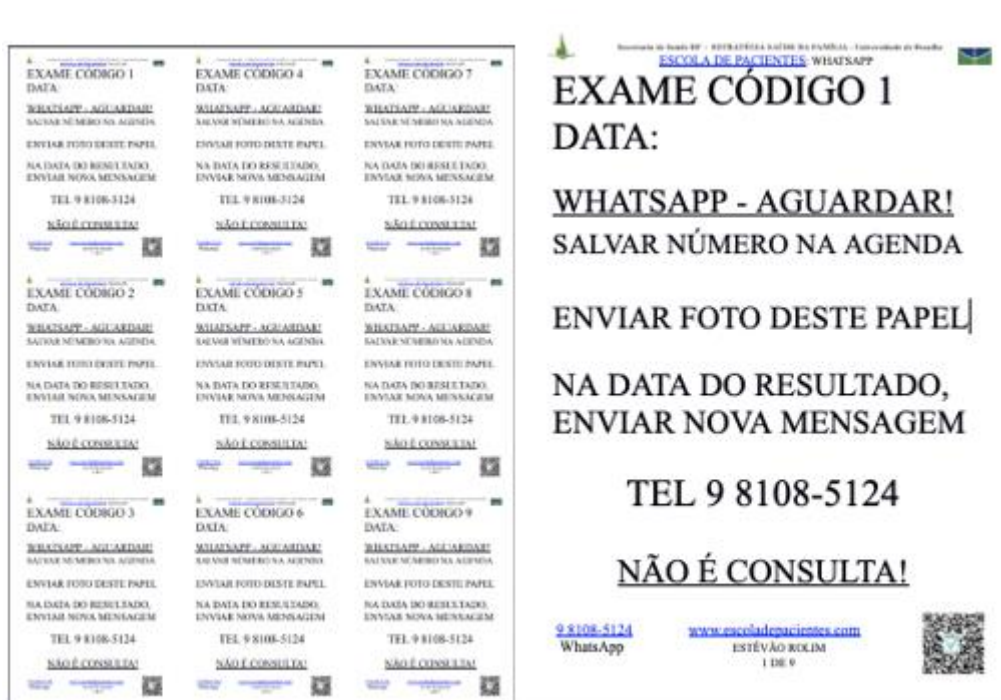 EXAME CÓDIGO 1
DATA:
WHATSAPP - AGUARDAR!
SALVAR NÚMERO NA AGENDA
ENVIAR FOTO DESTE PAPEL
NA DATA DO RESULTADO,
ENVIAR NOVA MENSAGEM
TEL 9 8108-5124
NÃO É CONSULTA!
EXAME CÓDIGO 2
DATA:
WHATSAPP - AGUARDAR!
SALVAR NÚMERO NA AGENDA
ENVIAR FOTO DESTE PAPEL
NA DATA DO RESULTADO,
ENVIAR NOVA MENSAGEM
TEL 9 8108-5124
NÃO É CONSULTA!
EXAME CÓDIGO 3
DATA:
WHATSAPP - AGUARDAR!
SALVAR NÚMERO NA AGENDA
ENVIAR FOTO DESTE PAPEL
NA DATA DO RESULTADO,
ENVIAR NOVA MENSAGEM
TEL 9 8108-5124
NÃO É CONSULTA!
EXAME CÓDIGO 4
DATA:
WHATSAPP - AGUARDAR!
SALVAR NÚMERO NA AGENDA
ENVIAR FOTO DESTE PAPEL
NA DATA DO RESULTADO,
ENVIAR NOVA MENSAGEM
TEL 9 8108-5124
NÃO É CONSULTA!
EXAME CÓDIGO 5
DATA:
WHATSAPP - AGUARDAR!
SALVAR NÚMERO NA AGENDA
ENVIAR FOTO DESTE PAPEL
NA DATA DO RESULTADO,
ENVIAR NOVA MENSAGEM
TEL 9 8108-5124
NÃO É CONSULTA!
EXAME CÓDIGO 6
DATA:
WHATSAPP - AGUARDAR!
SALVAR NÚMERO NA AGENDA
ENVIAR FOTO DESTE PAPEL
NA DATA DO RESULTADO,
ENVIAR NOVA MENSAGEM
TEL 9 8108-5124
NÃO É CONSULTA!
EXAME CÓDIGO 7
DATA:
WHATSAPP - AGUARDAR!
SALVAR NÚMERO NA AGENDA
ENVIAR FOTO DESTE PAPEL
NA DATA DO RESULTADO,
ENVIAR NOVA MENSAGEM
TEL 9 8108-5124
NÃO É CONSULTA!
EXAME CÓDIGO 8
DATA:
WHATSAPP - AGUARDAR!
SALVAR NÚMERO NA AGENDA
ENVIAR FOTO DESTE PAPEL
NA DATA DO RESULTADO,
ENVIAR NOVA MENSAGEM
TEL 9 8108-5124
NÃO É CONSULTA!
EXAME CÓDIGO 9
DATA:
WHATSAPP - AGUARDAR!
SALVAR NÚMERO NA AGENDA
ENVIAR FOTO DESTE PAPEL
NA DATA DO RESULTADO,
ENVIAR NOVA MENSAGEM
TEL 9 8108-5124
NÃO É CONSULTA!
Secretaria de Saúde DF - ESTRATÉGIA SAÚDE DA FAMÍLIA - Universidade de Brasília
ESCOLA DE PACIENTES: WHATSAPP
EXAME CÓDIGO 1
DATA:
WHATSAPP - AGUARDAR!
SALVAR NÚMERO NA AGENDA
ENVIAR FOTO DESTE PAPEL
NA DATA DO RESULTADO,
ENVIAR NOVA MENSAGEM
TEL 9 8108-5124
NÃO É CONSULTA!
9 8108-5124 www.escoladepacientes.com
WhatsApp ESTÊVÃO ROLIM
1 DE 9